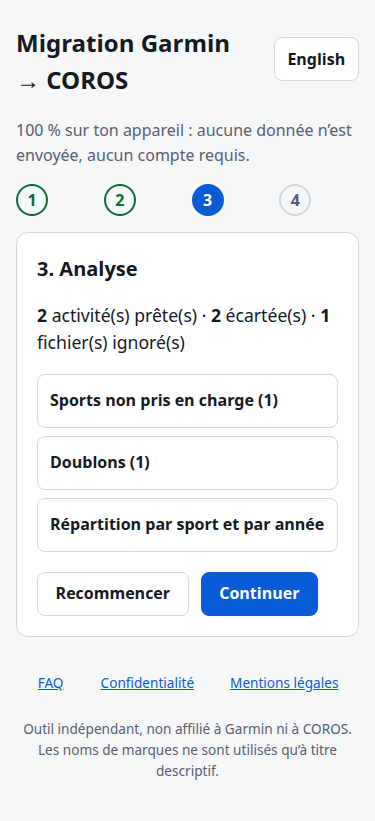 Migration Garmin
→ COROS
English
100 % sur ton appareil : aucune donnée n’est
envoyée, aucun compte requis.
1 2 3 4
3. Analyse
2 activité(s) prête(s) · 2 écartée(s) · 1
fichier(s) ignoré(s)
Sports non pris en charge (1)
Doublons (1)
Répartition par sport et par année
Recommencer Continuer
FAQ Confidentialité Mentions légales
Outil indépendant, non affilié à Garmin ni à COROS.
Les noms de marques ne sont utilisés qu’à titre
descriptif.